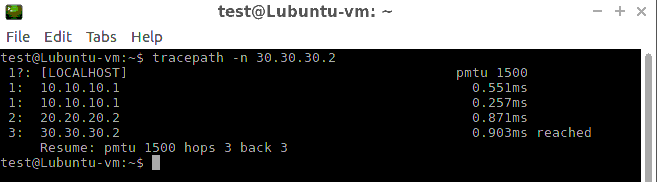 test@Lubuntu-vm: ~
File Edit Tabs Help
test@Lubuntu-vm:~$ tracepath -n 30.30.30.2
1?: [LOCALHOST] pmtu 1500
1: 10.10.10.1 0.551ms
1: 10.10.10.1 0.257ms
2: 20.20.20.2 0.871ms
3: 30.30.30.2 0.903ms reached
Resume: pmtu 1500 hops 3 back 3
test@Lubuntu-vm:~$